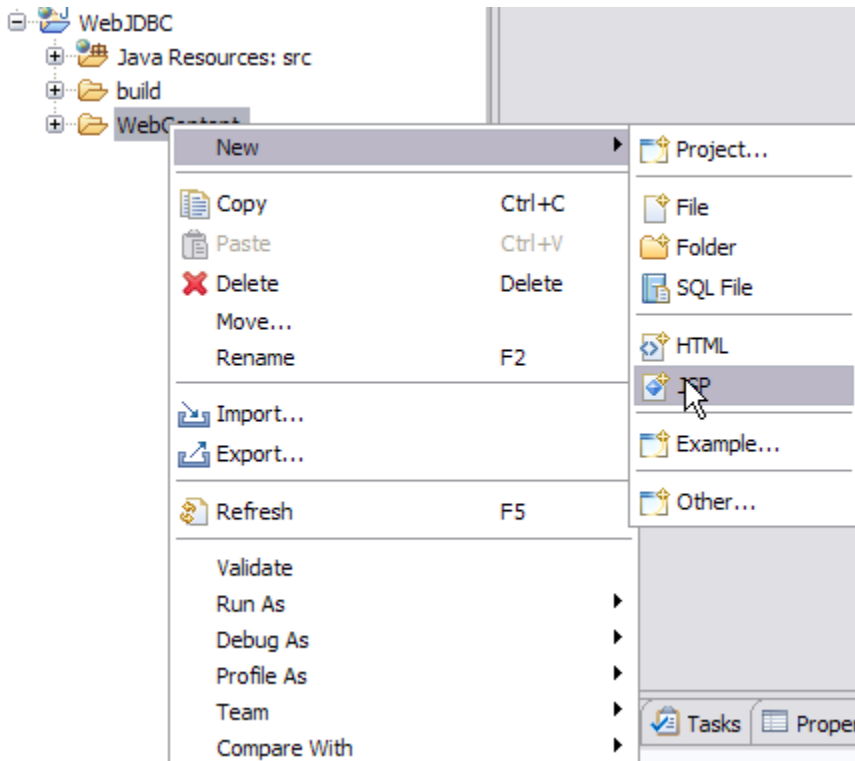 WebJDBC
Java Resources: src
build
WebContent
New
Copy Ctrl+C
Paste Ctrl+V
Delete Delete
Move...
Rename F2
Import...
Export...
Refresh F5
Validate
Run As
Debug As
Profile As
Team
Compare With
Project...
File
Folder
SQL File
HTML
JSP
Example...
Other...
Tasks